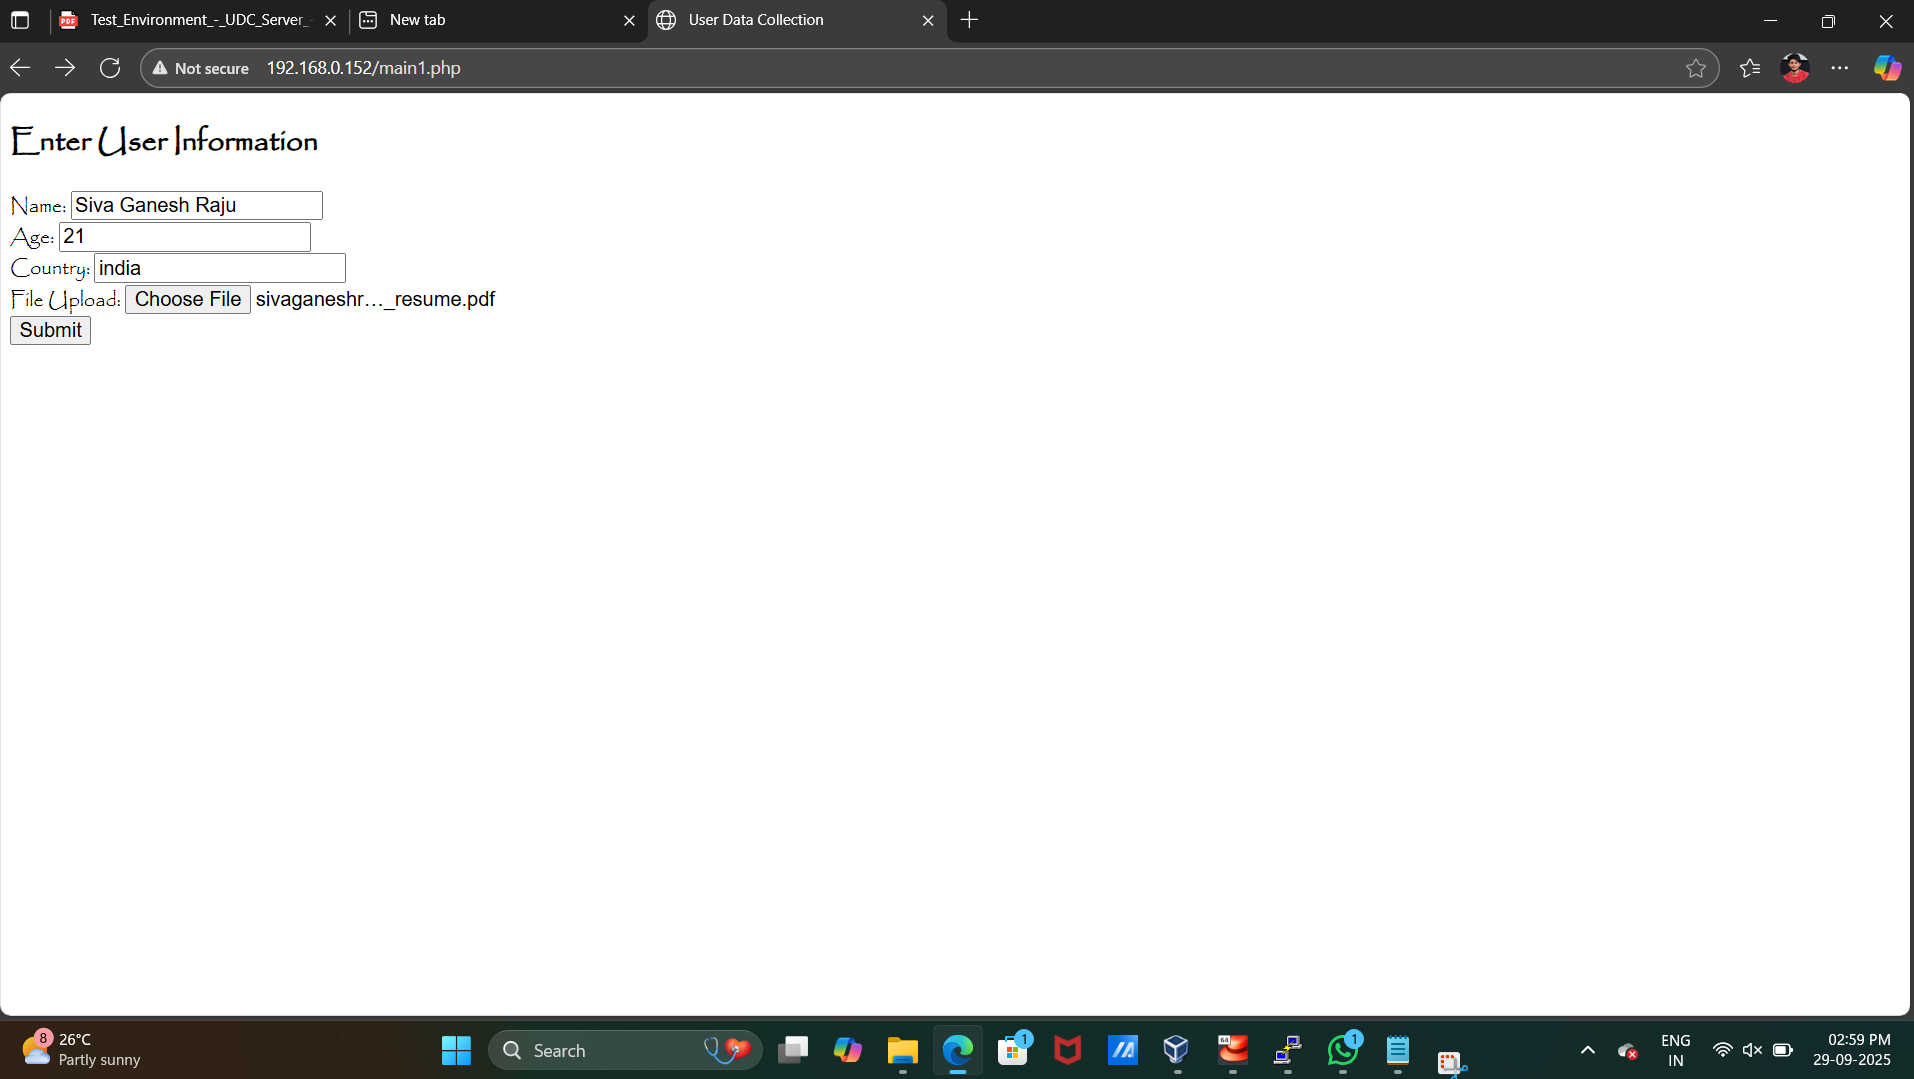 Test_Environment_-_UDC_Server_-
New tab
User Data Collection
Not secure
192.168.0.152/main1.php
Enter User Information
Name: Siva Ganesh Raju
Age: 21
Country: india
File Upload: Choose File sivaganeshr…_resume.pdf
Submit
8
26°C
Partly sunny
Search
1
64
1
ENG
IN
02:59 PM
29-09-2025